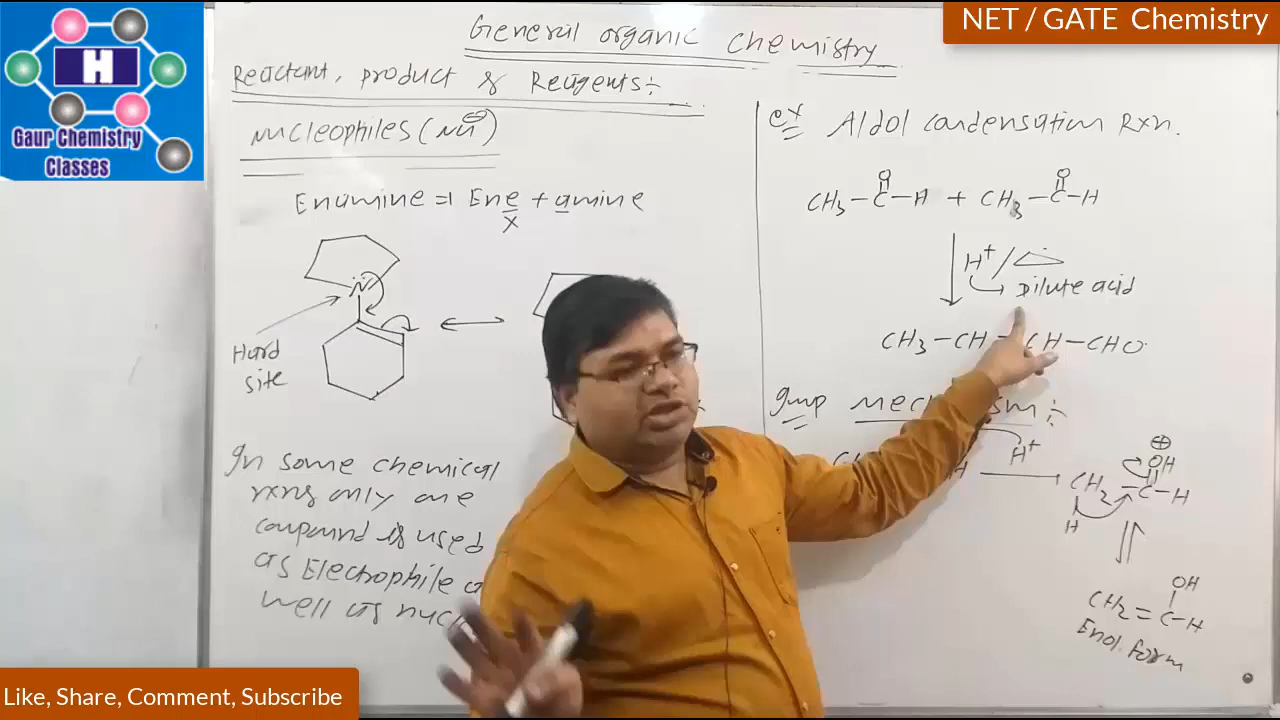 NET / GATE Chemistry
H
Gaur Chemistry
Classes
General organic chemistry
Reactant, product & Reagents:-
nucleophiles (Nu⊖)
Enamine = Ene + amine
x
N̈
Hard
site
In some chemical
rxns only one
compound is used
as Electrophile
well as nuc
ex Aldol condensation Rxn.
O O
CH3-C-H + CH3-C-H
H+/△
Dilute acid
CH3-CH CH-CHO
Imp mechanism:-
H+
⊕
OH
CH2-C-H
H
OH
CH2=C-H
Enol form
Like, Share, Comment, Subscribe